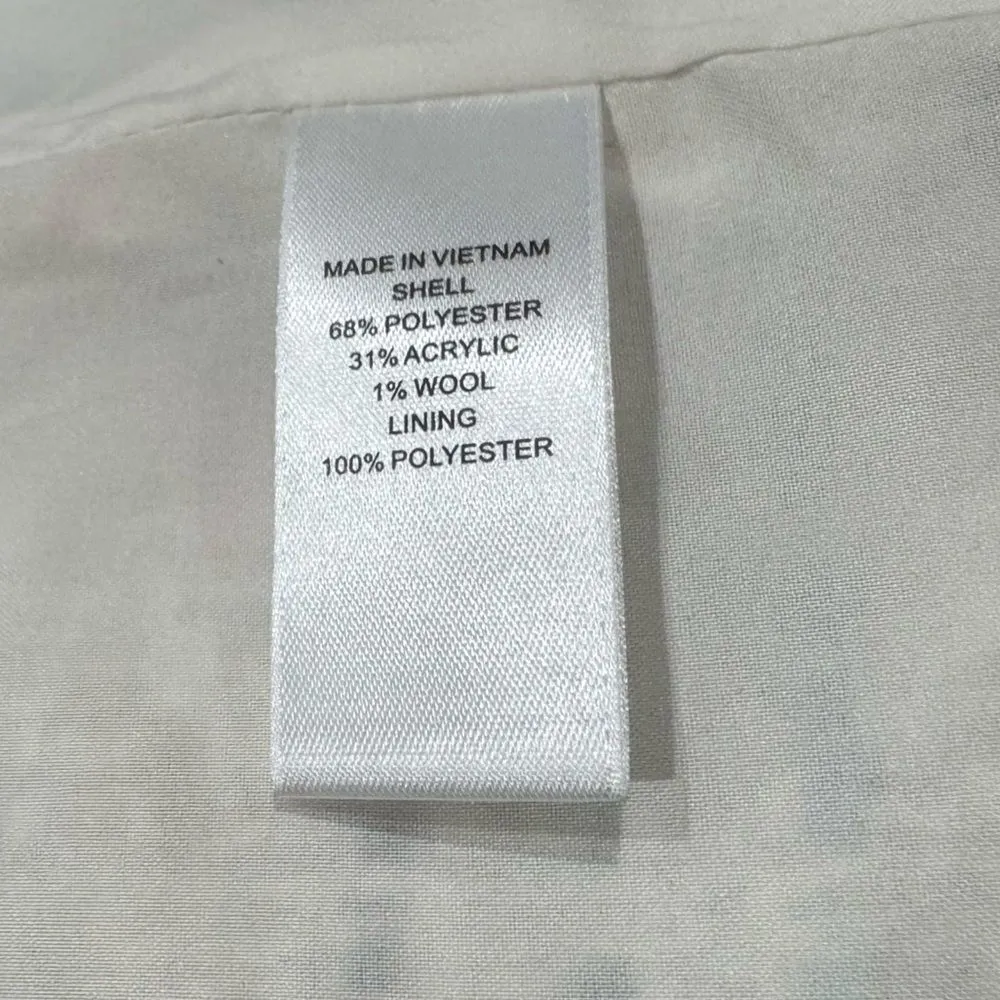 MADE IN VIETNAM
SHELL
68% POLYESTER
31% ACRYLIC
1% WOOL
LINING
100% POLYESTER